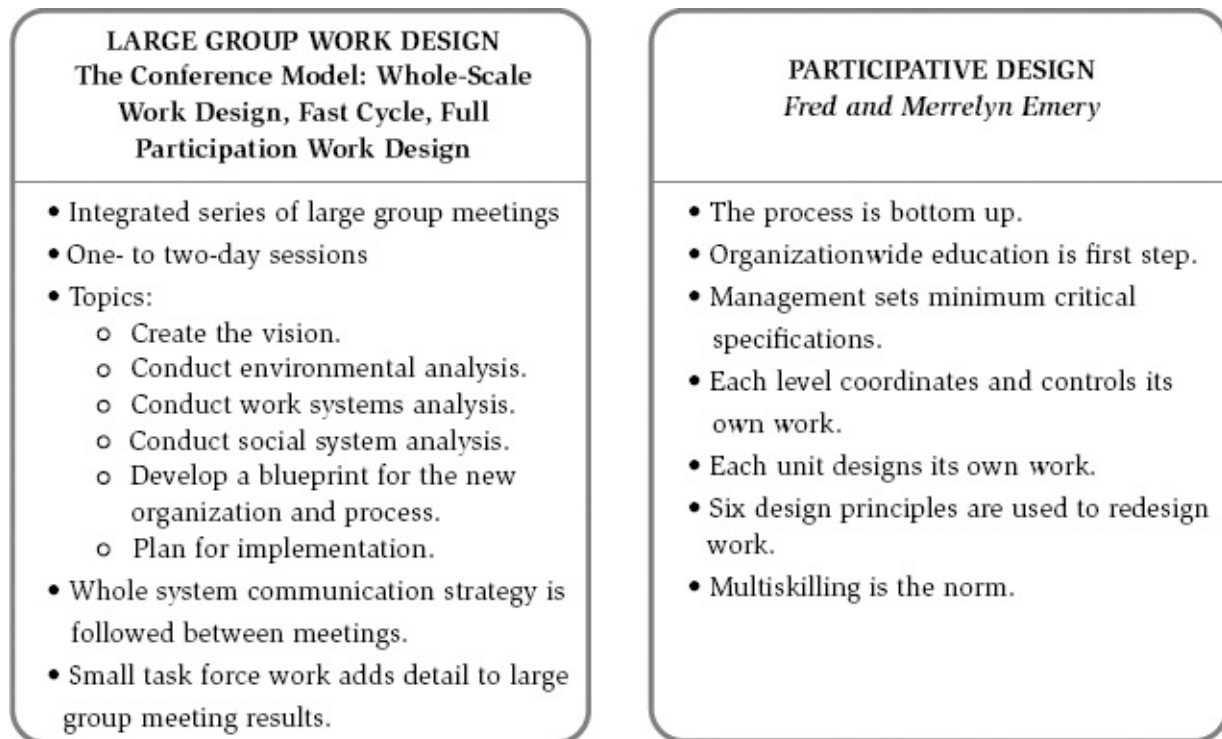 LARGE GROUP WORK DESIGN
The Conference Model: Whole-Scale
Work Design, Fast Cycle, Full
Participation Work Design
• Integrated series of large group meetings
• One- to two-day sessions
• Topics:
o Create the vision.
o Conduct environmental analysis.
o Conduct work systems analysis.
o Conduct social system analysis.
o Develop a blueprint for the new
organization and process.
o Plan for implementation.
• Whole system communication strategy is
followed between meetings.
• Small task force work adds detail to large
group meeting results.
PARTICIPATIVE DESIGN
Fred and Merrelyn Emery
• The process is bottom up.
• Organizationwide education is first step.
• Management sets minimum critical
specifications.
• Each level coordinates and controls its
own work.
• Each unit designs its own work.
• Six design principles are used to redesign
work.
• Multiskilling is the norm.